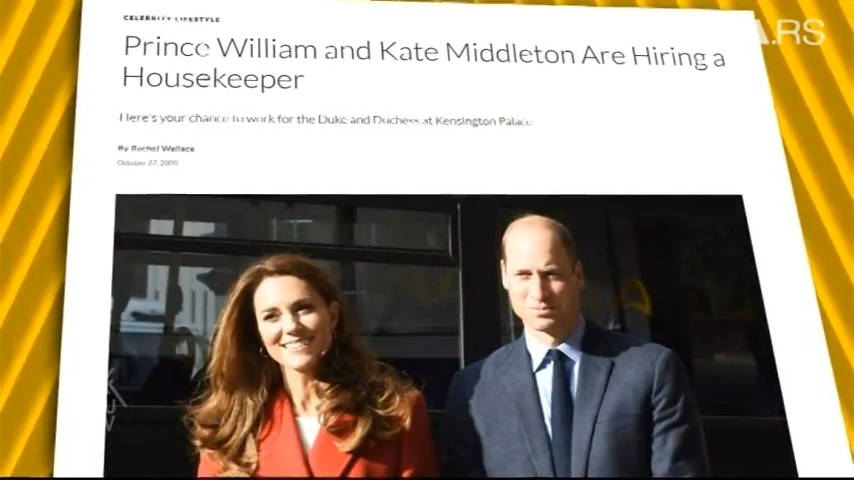 CELEBRITY LIFESTYLE
Prince William and Kate Middleton Are Hiring a
Housekeeper
Here's your chance to work for the Duke and Duchess at Kensington Palace
By Rachel Wallace
October 27, 2020
.RS